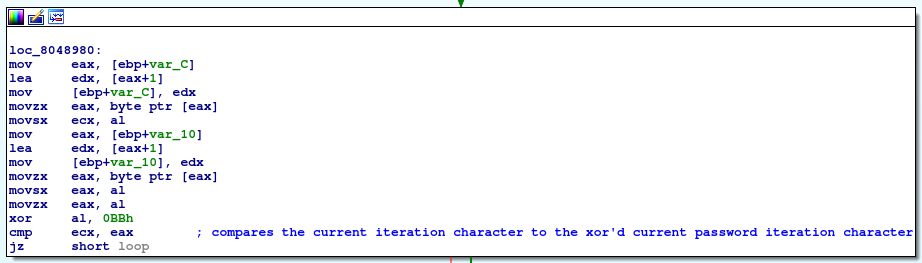 loc_8048980:
mov eax, [ebp+var_C]
lea edx, [eax+1]
mov [ebp+var_C], edx
movzx eax, byte ptr [eax]
movsx ecx, al
mov eax, [ebp+var_10]
lea edx, [eax+1]
mov [ebp+var_10], edx
movzx eax, byte ptr [eax]
movsx eax, al
movzx eax, al
xor al, 0BBh
cmp ecx, eax ; compares the current iteration character to the xor'd current password iteration character
jz short loop